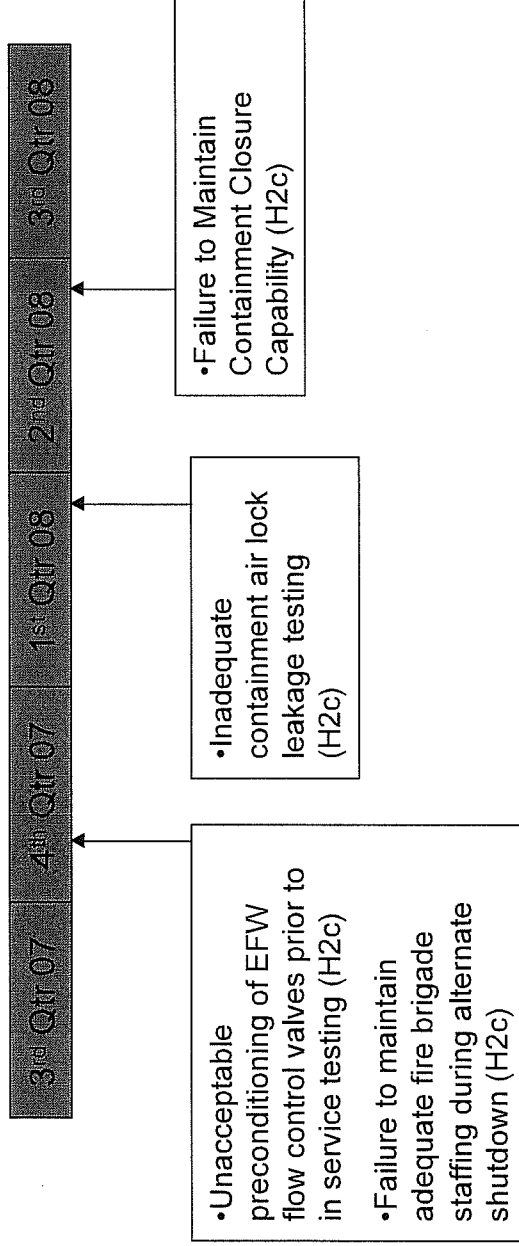 3rd Qtr 07 4th Qtr 07 1st Qtr 08 2nd Qtr 08 3rd Qtr 08
•Unacceptable
preconditioning of EFW
flow control valves prior to
in service testing (H2c)
•Failure to maintain
adequate fire brigade
staffing during alternate
shutdown (H2c)
•Inadequate
containment air lock
leakage testing
(H2c)
•Failure to Maintain
Containment Closure
Capability (H2c)